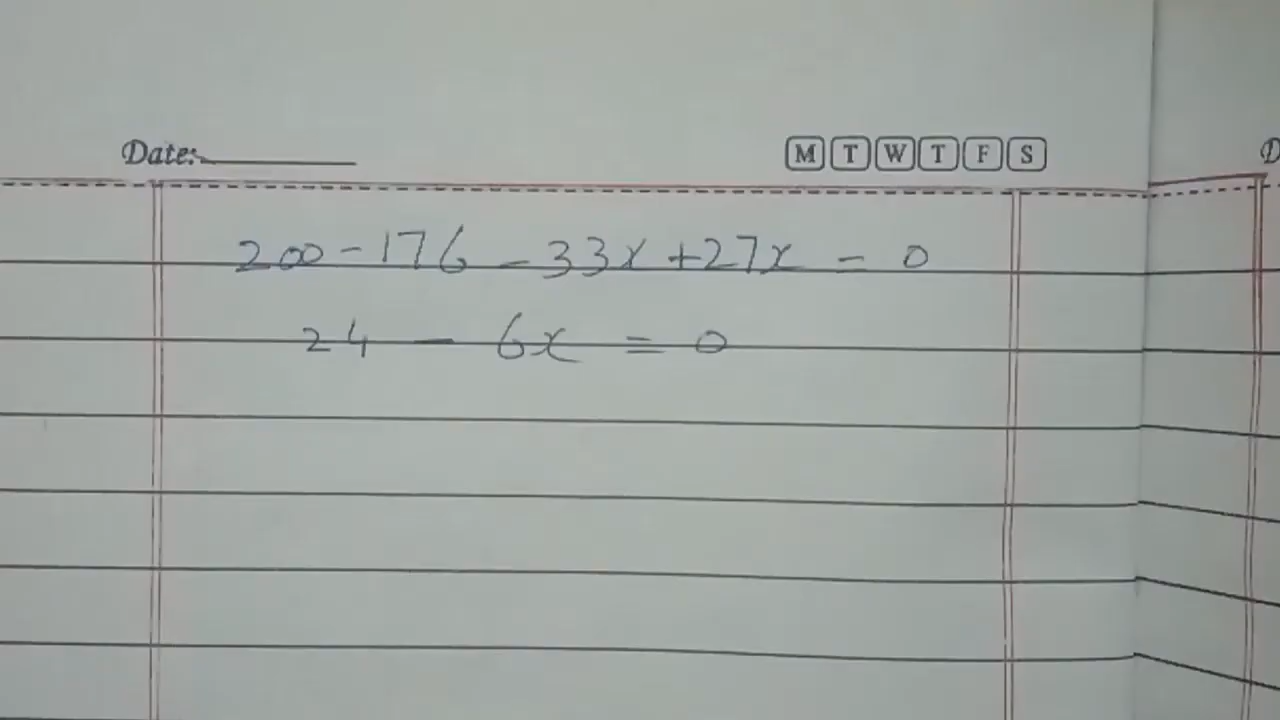 Date: M T W T F S
200 - 176 - 33x + 27x = 0
24 - 6x = 0